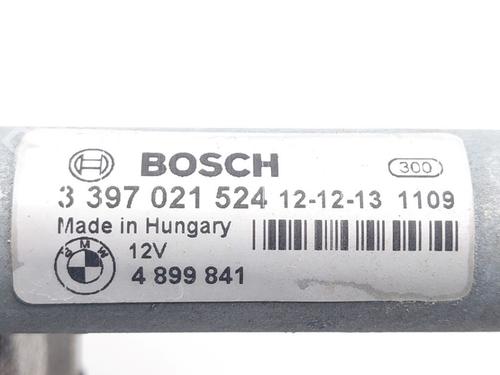 BOSCH 300
3 397 021 524 12-12-13 1109
Made in Hungary
BMW 12V
4 899 841